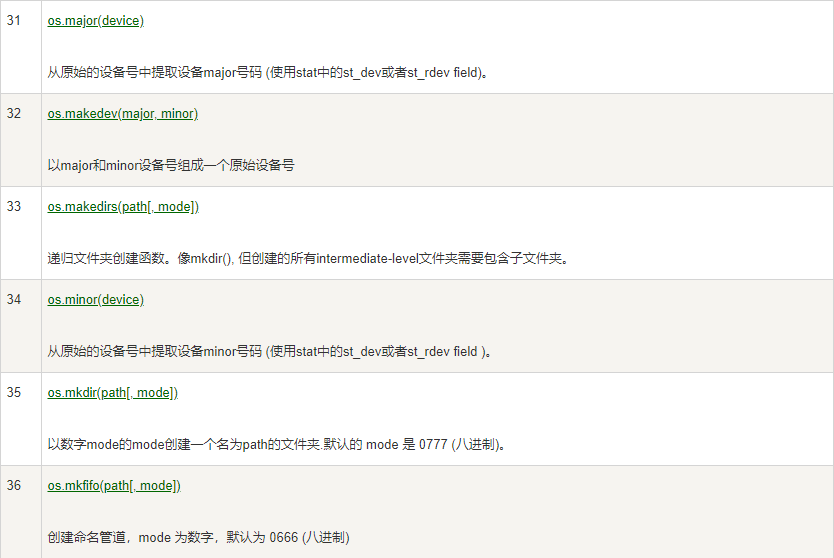 31 os.major(device)
从原始的设备号中提取设备major号码 (使用stat中的st_dev或者st_rdev field)。
32 os.makedev(major, minor)
以major和minor设备号组成一个原始设备号
33 os.makedirs(path[, mode])
递归文件夹创建函数。像mkdir(), 但创建的所有intermediate-level文件夹需要包含子文件夹。
34 os.minor(device)
从原始的设备号中提取设备minor号码 (使用stat中的st_dev或者st_rdev field )。
35 os.mkdir(path[, mode])
以数字mode的mode创建一个名为path的文件夹.默认的 mode 是 0777 (八进制)。
36 os.mkfifo(path[, mode])
创建命名管道，mode 为数字，默认为 0666 (八进制)